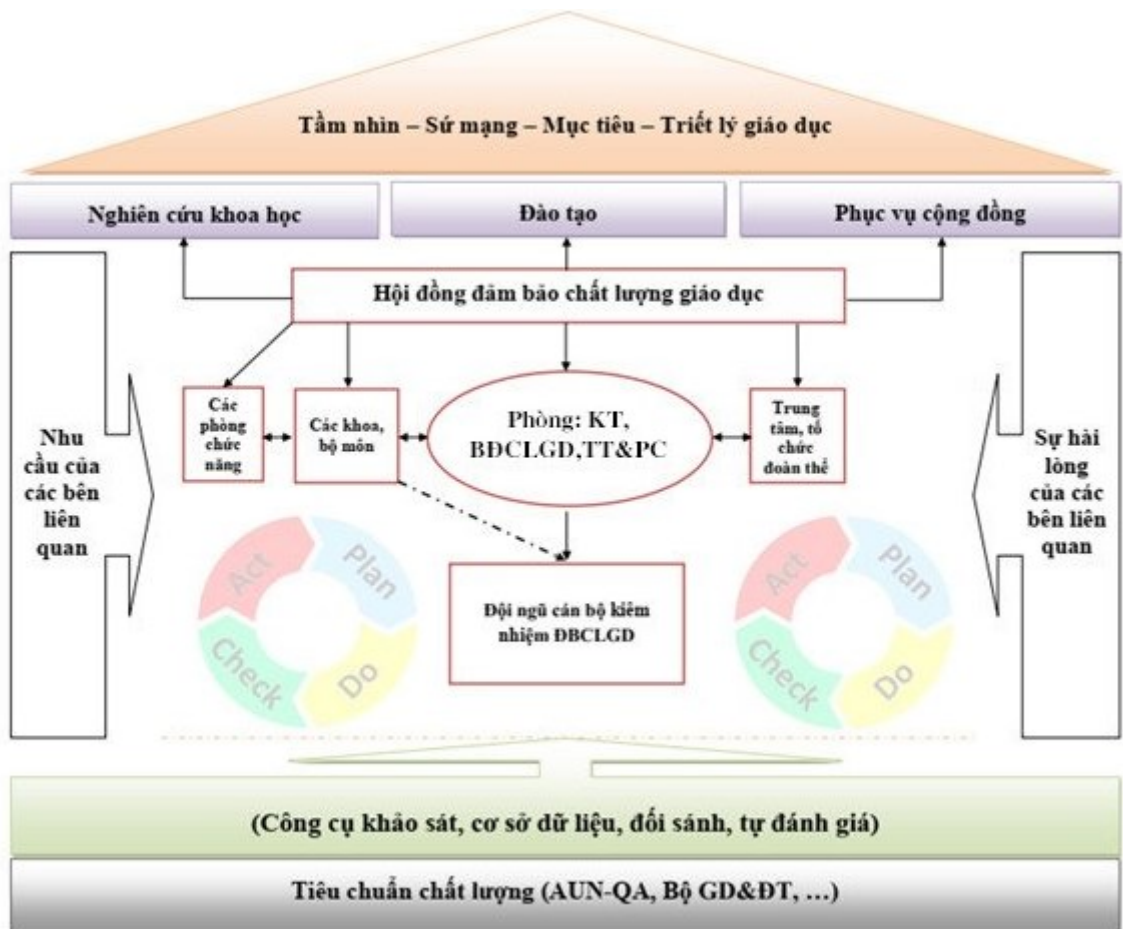 Tầm nhìn – Sứ mạng – Mục tiêu – Triết lý giáo dục
Nghiên cứu khoa học
Đào tạo
Phục vụ cộng đồng
Hội đồng đảm bảo chất lượng giáo dục
Nhu
cầu của
các bên
liên
quan
Các
phòng
chức
năng
Các khoa,
bộ môn
Phòng: KT,
BĐCLGD,TT&PC
Trung
tâm, tổ
chức
đoàn thể
Sự hài
lòng
của các
bên liên
quan
Act
Plan
Check
Do
Đội ngũ cán bộ kiêm
nhiệm ĐBCLGD
Act
Plan
Check
Do
(Công cụ khảo sát, cơ sở dữ liệu, đối sánh, tự đánh giá)
Tiêu chuẩn chất lượng (AUN-QA, Bộ GD&ĐT, …)